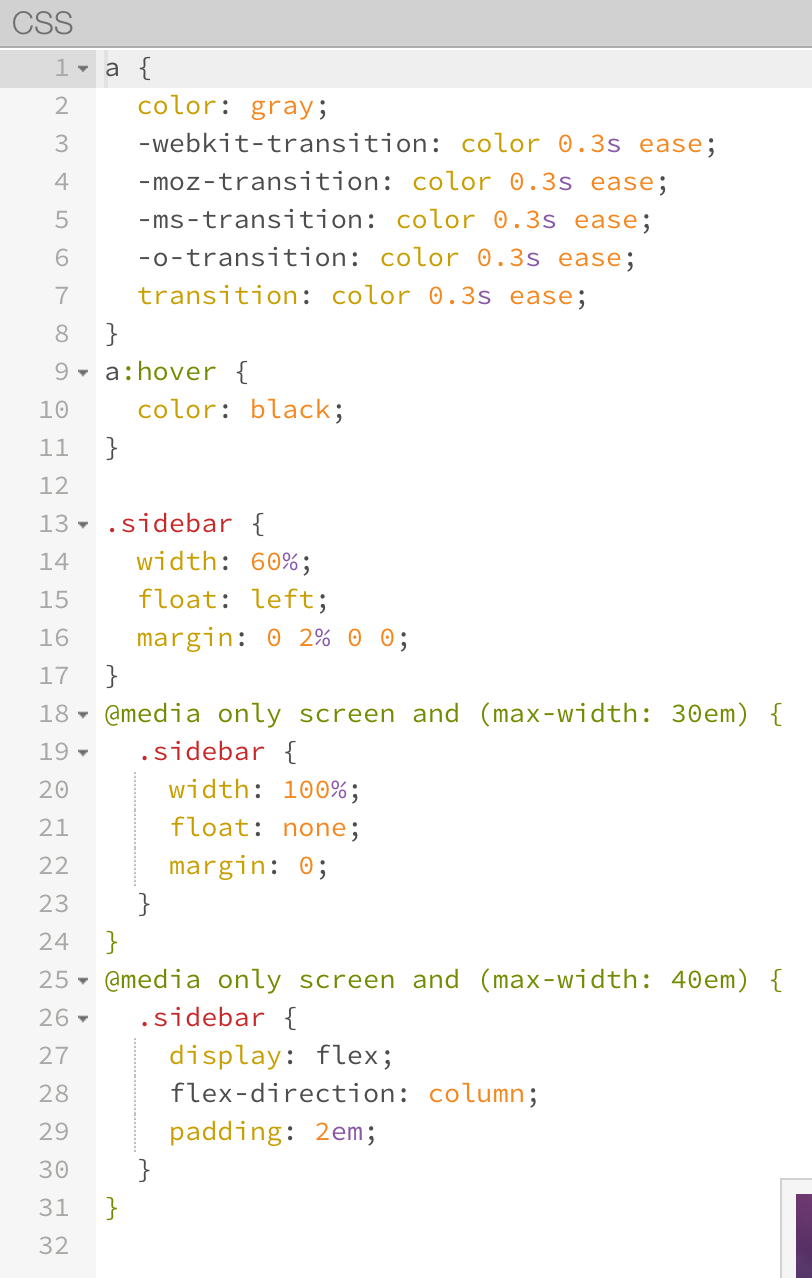 CSS
1 a {
2 color: gray;
3 -webkit-transition: color 0.3s ease;
4 -moz-transition: color 0.3s ease;
5 -ms-transition: color 0.3s ease;
6 -o-transition: color 0.3s ease;
7 transition: color 0.3s ease;
8 }
9 a:hover {
10 color: black;
11 }
12
13 .sidebar {
14 width: 60%;
15 float: left;
16 margin: 0 2% 0 0;
17 }
18 @media only screen and (max-width: 30em) {
19 .sidebar {
20 width: 100%;
21 float: none;
22 margin: 0;
23 }
24 }
25 @media only screen and (max-width: 40em) {
26 .sidebar {
27 display: flex;
28 flex-direction: column;
29 padding: 2em;
30 }
31 }
32